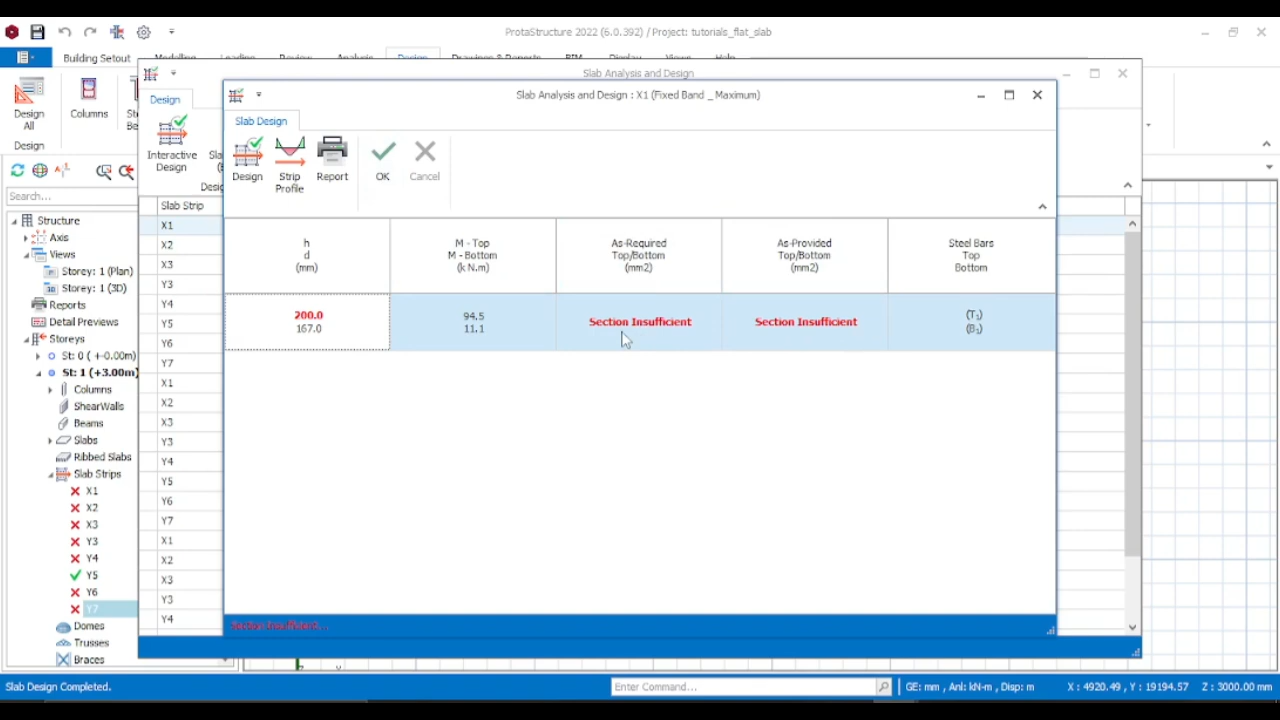 ProtaStructure 2022 (6.0.392) / Project: tutorials_flat_slab
Building Setout
Slab Analysis and Design
Design
Slab Analysis and Design : X1 (Fixed Band _ Maximum)
Slab Design
Design
All
Columns
Design
Interactive
Design
Design
Strip
Profile
Report
OK
Cancel
Search...
Slab Strip
Structure
Axis
Views
Storey: 1 (Plan)
Storey: 1 (3D)
Reports
Detail Previews
Storeys
St: 0 ( +-0.00m)
St: 1 (+3.00m)
Columns
ShearWalls
Beams
Slabs
Ribbed Slabs
Slab Strips
X1
X2
X3
Y3
Y4
Y5
Y6
Y7
Domes
Trusses
Braces
X1
X2
X3
Y3
Y4
Y5
Y6
Y7
X1
X2
X3
Y3
Y4
Y5
Y6
Y7
X1
X2
X3
Y3
Y4
h
d
(mm)
M - Top
M - Bottom
(k N.m)
As-Required
Top/Bottom
(mm2)
As-Provided
Top/Bottom
(mm2)
Steel Bars
Top
Bottom
200.0
167.0
94.5
11.1
Section Insufficient
Section Insufficient
(T1)
(B1)
Section Insufficient...
Slab Design Completed.
Enter Command...
GE: mm , Anl: kN-m , Disp: m
X : 4920.49 , Y : 19194.57
Z : 3000.00 mm